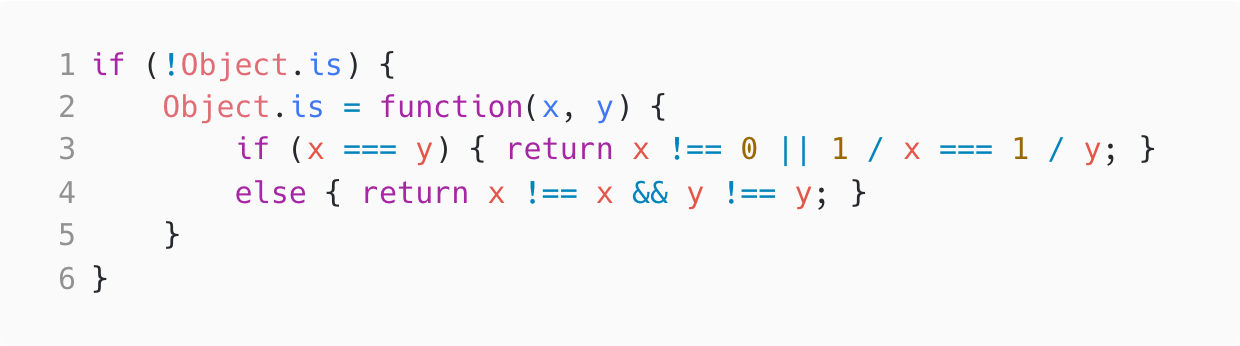 1 if (!Object.is) {
2     Object.is = function(x, y) {
3         if (x === y) { return x !== 0 || 1 / x === 1 / y; }
4         else { return x !== x && y !== y; }
5     }
6 }